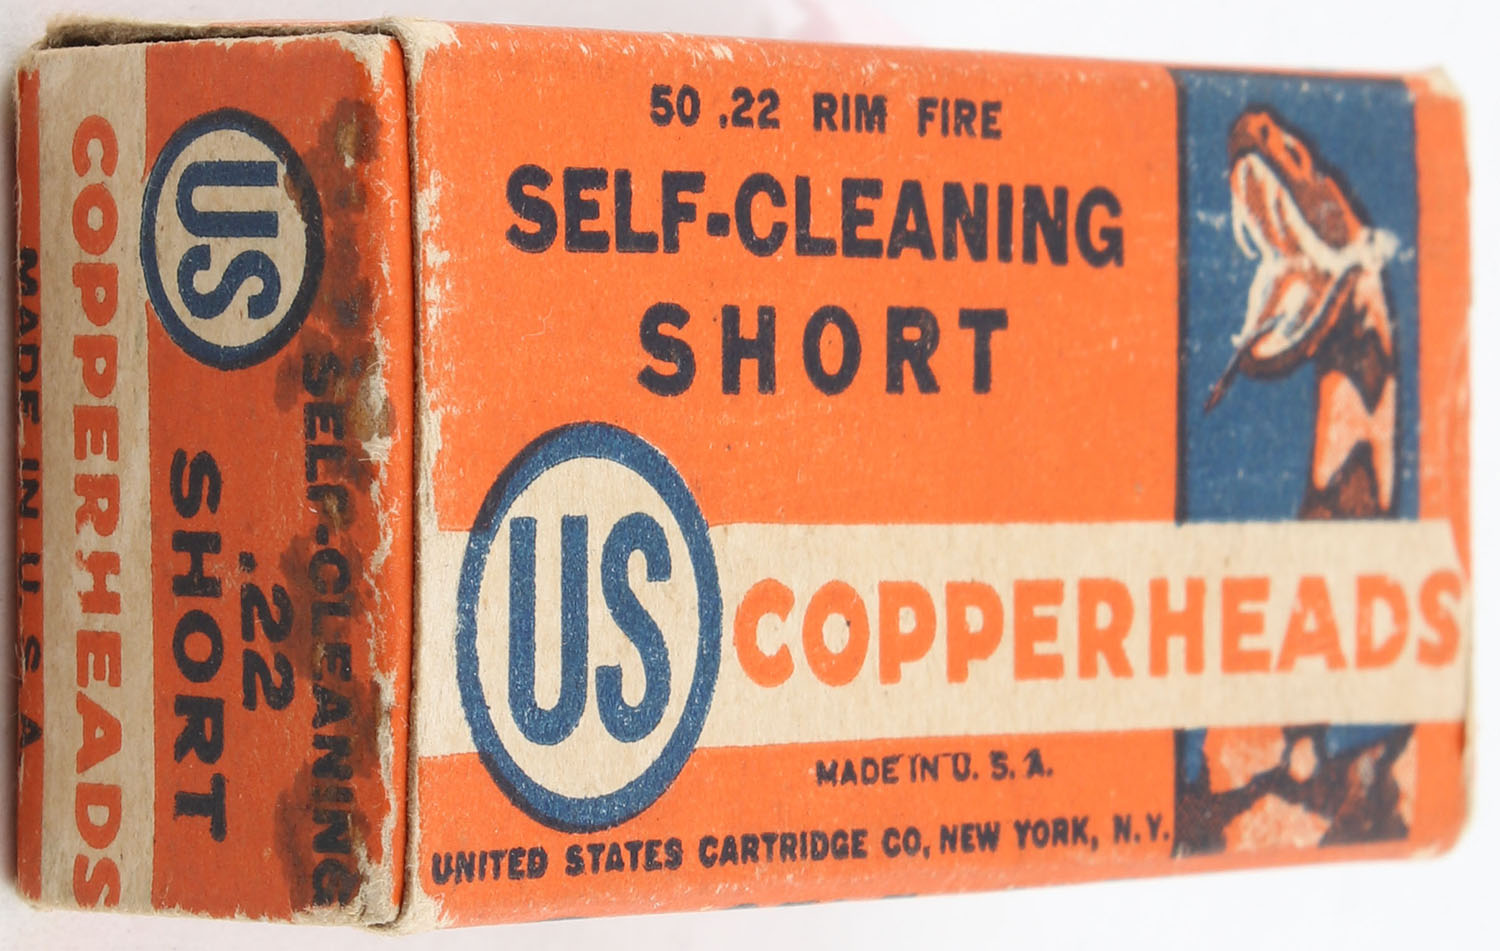 50 .22 RIM FIRE
SELF-CLEANING
SHORT
US
COPPERHEADS
MADE IN U. S. A.
UNITED STATES CARTRIDGE CO., NEW YORK, N. Y.
SELF-CLEANING
.22
SHORT
US
COPPERHEADS
MADE IN U. S. A.